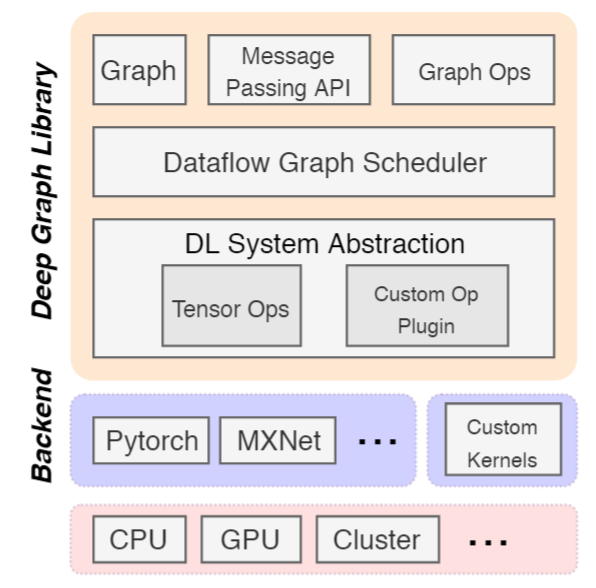 Deep Graph Library
Graph
Message
Passing API
Graph Ops
Dataflow Graph Scheduler
DL System Abstraction
Tensor Ops
Custom Op
Plugin
Backend
Pytorch
MXNet
...
Custom
Kernels
CPU
GPU
Cluster
...